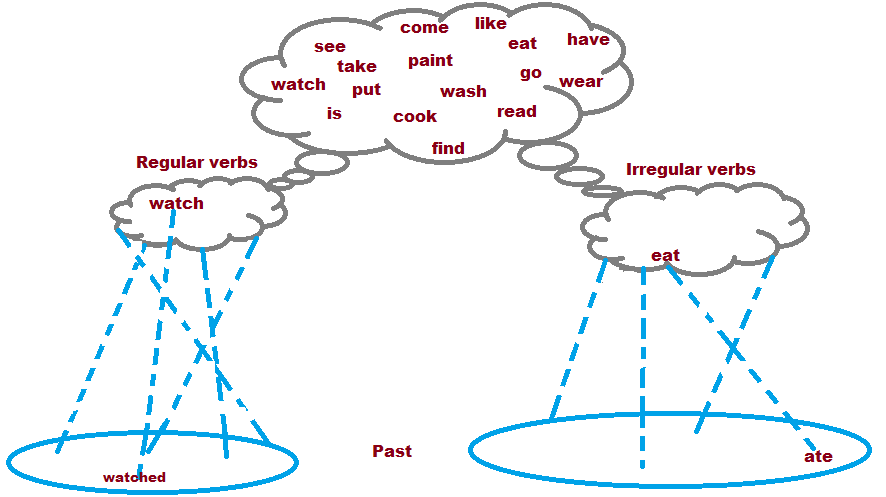 come like
see eat have
take paint
watch put go wear
wash
is cook read
find
Regular verbs
Irregular verbs
watch
eat
Past
watched
ate